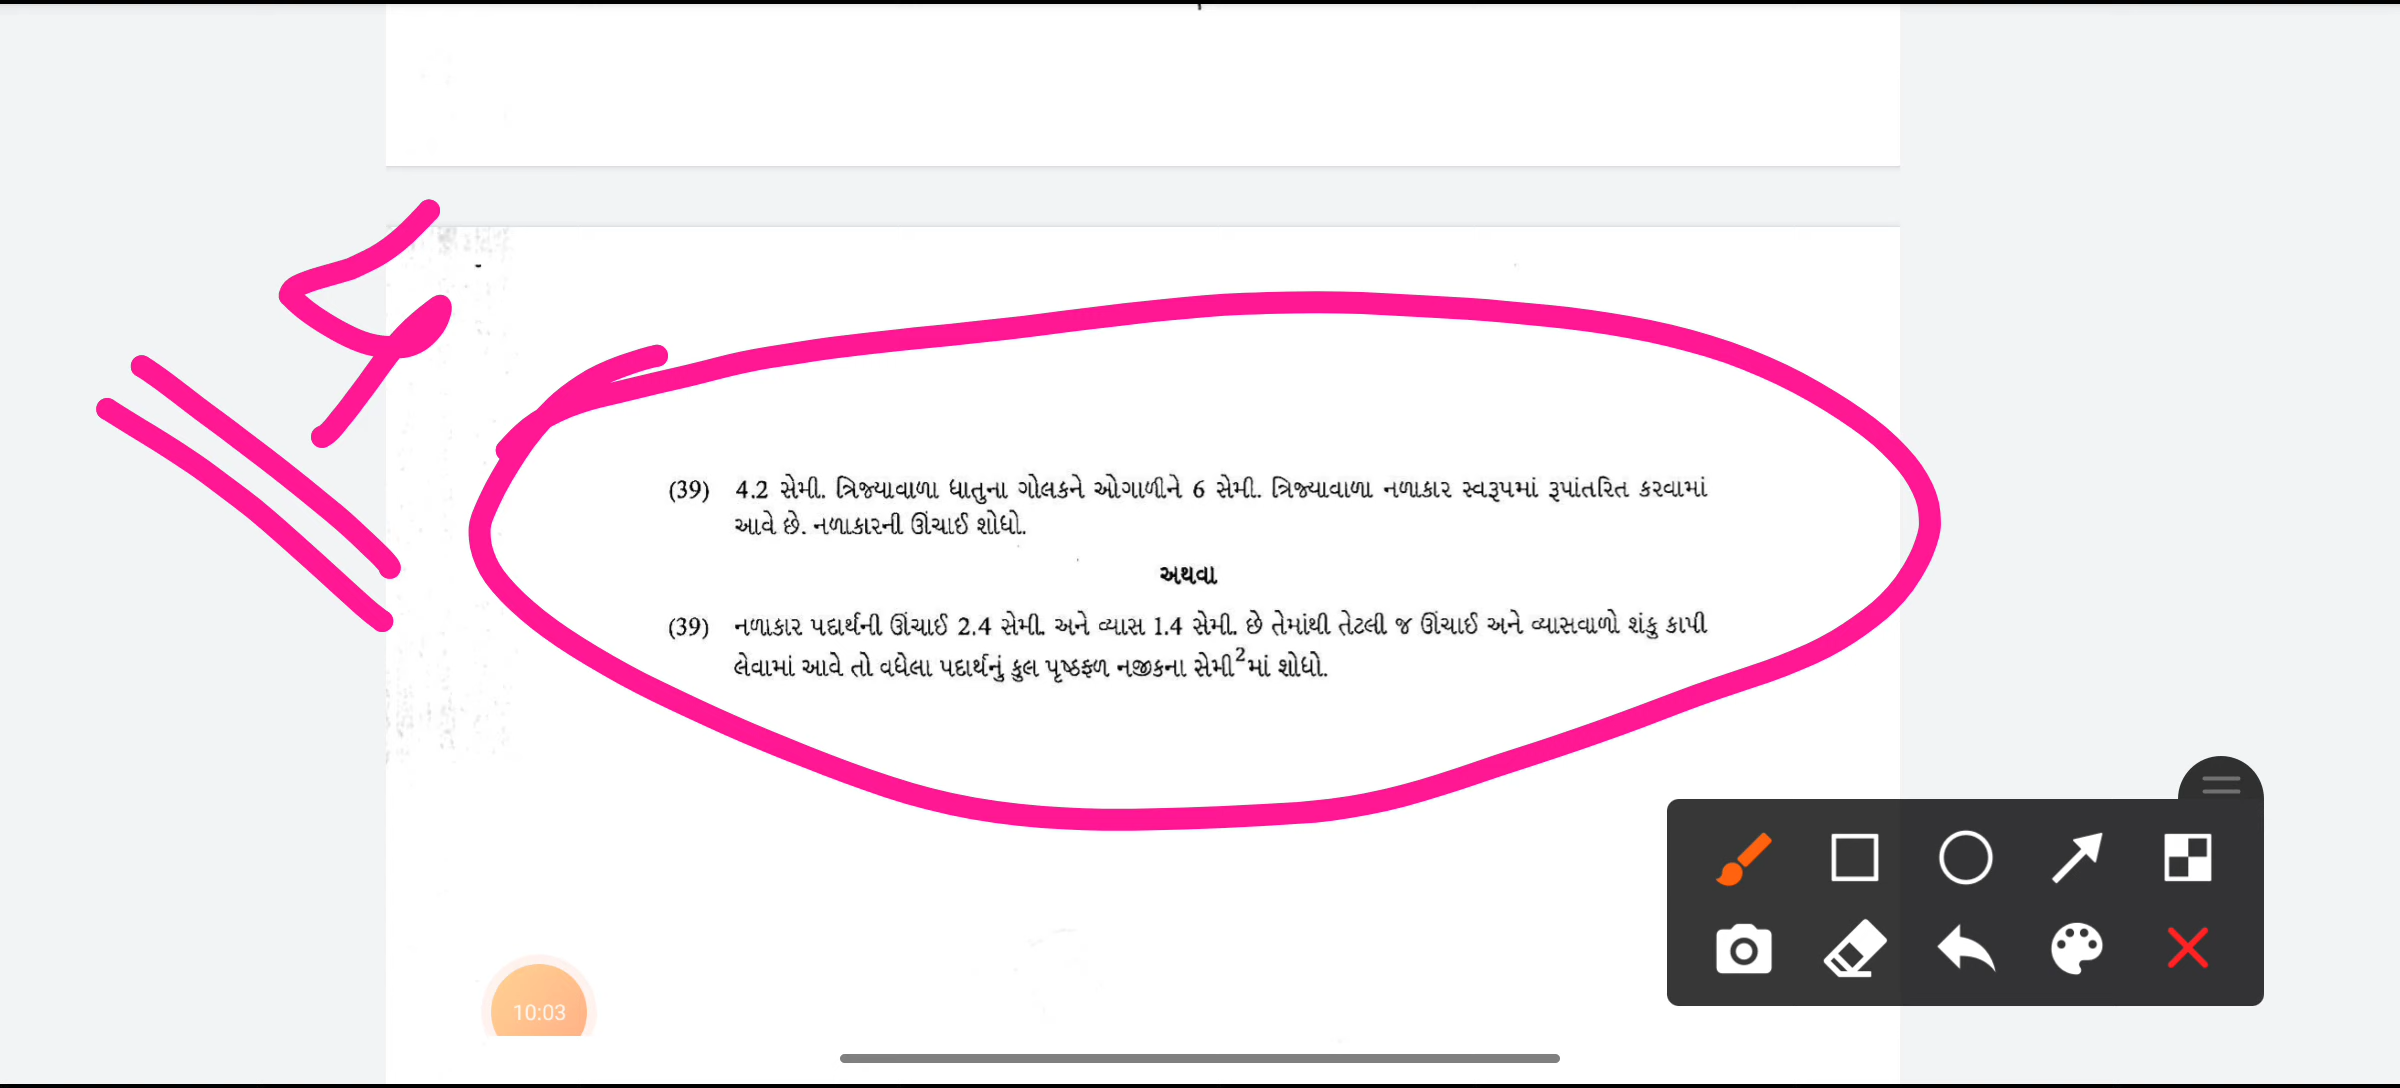 (39) 4.2 સેમી. ત્રિજ્યાવાળા ધાતુના ગોલકને ઓગાળીને 6 સેમી. ત્રિજ્યાવાળા નળાકાર સ્વરૂપમાં રૂપાંતરિત કરવામાં
આવે છે. નળાકારની ઊંચાઈ શોધો.
અથવા
(39) નળાકાર પદાર્થની ઊંચાઈ 2.4 સેમી. અને વ્યાસ 1.4 સેમી. છે તેમાંથી તેટલી જ ઊંચાઈ અને વ્યાસવાળો શંકુ કાપી
લેવામાં આવે તો વધેલા પદાર્થનું કુલ પૃષ્ઠફળ નજીકના સેમી²માં શોધો.
10:03